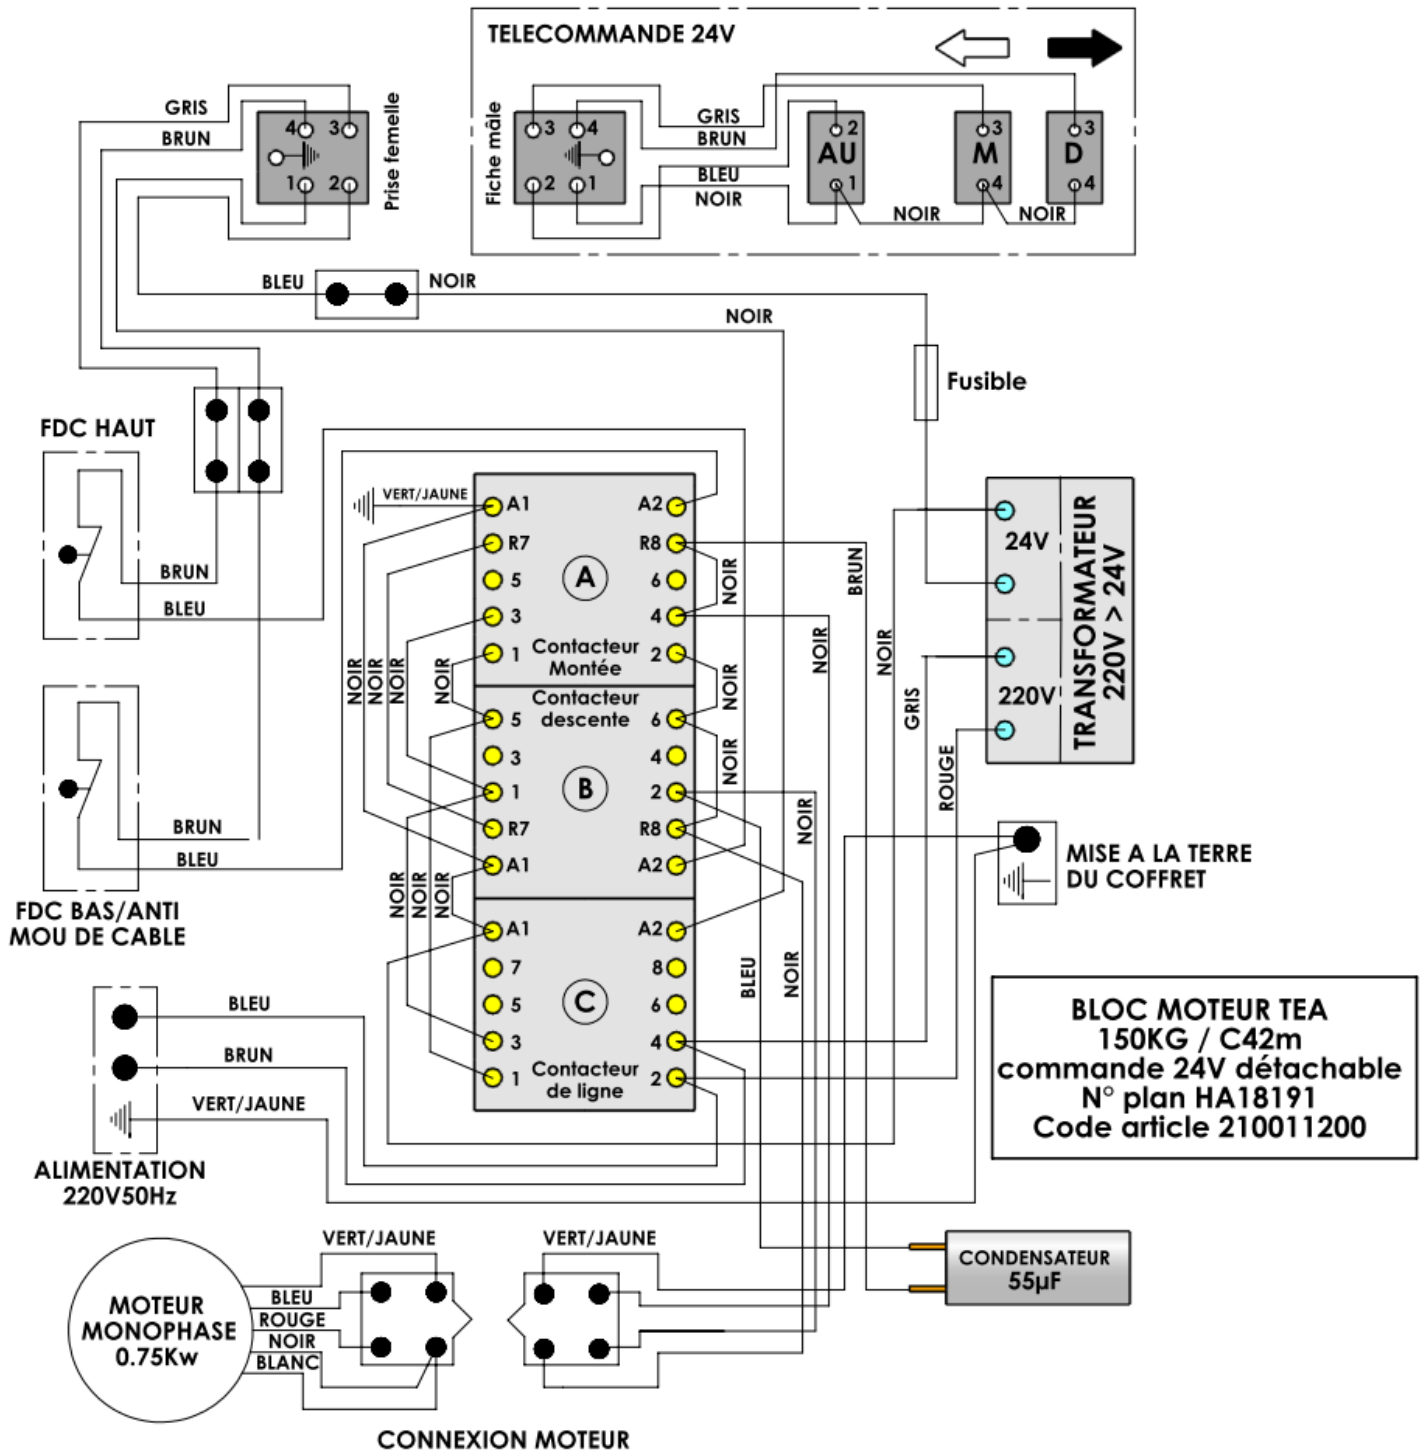 TELECOMMANDE 24V
GRIS
BRUN
4
3
1
2
Prise femelle
Fiche mâle
3
4
2
1
GRIS
BRUN
BLEU
NOIR
2
AU
1
3
M
4
3
D
4
NOIR
NOIR
BLEU
NOIR
NOIR
Fusible
FDC HAUT
BRUN
BLEU
VERT/JAUNE
A1
A2
R7
R8
5
A
6
3
4
1
Contacteur
Montée
2
NOIR
NOIR
NOIR
NOIR
NOIR
NOIR
NOIR
NOIR
BRUN
NOIR
GRIS
ROUGE
24V
220V
TRANSFORMATEUR
220V > 24V
Contacteur
descente
5
6
3
4
1
B
2
R7
R8
A1
A2
NOIR
BRUN
BLEU
FDC BAS/ANTI
MOU DE CABLE
MISE A LA TERRE
DU COFFRET
NOIR
NOIR
NOIR
A1
A2
7
8
5
C
6
3
4
1
Contacteur
de ligne
2
BLEU
NOIR
BLEU
BRUN
VERT/JAUNE
ALIMENTATION
220V50Hz
BLOC MOTEUR TEA
150KG / C42m
commande 24V détachable
N° plan HA18191
Code article 210011200
MOTEUR
MONOPHASE
0.75Kw
VERT/JAUNE
BLEU
ROUGE
NOIR
BLANC
VERT/JAUNE
CONDENSATEUR
55µF
CONNEXION MOTEUR